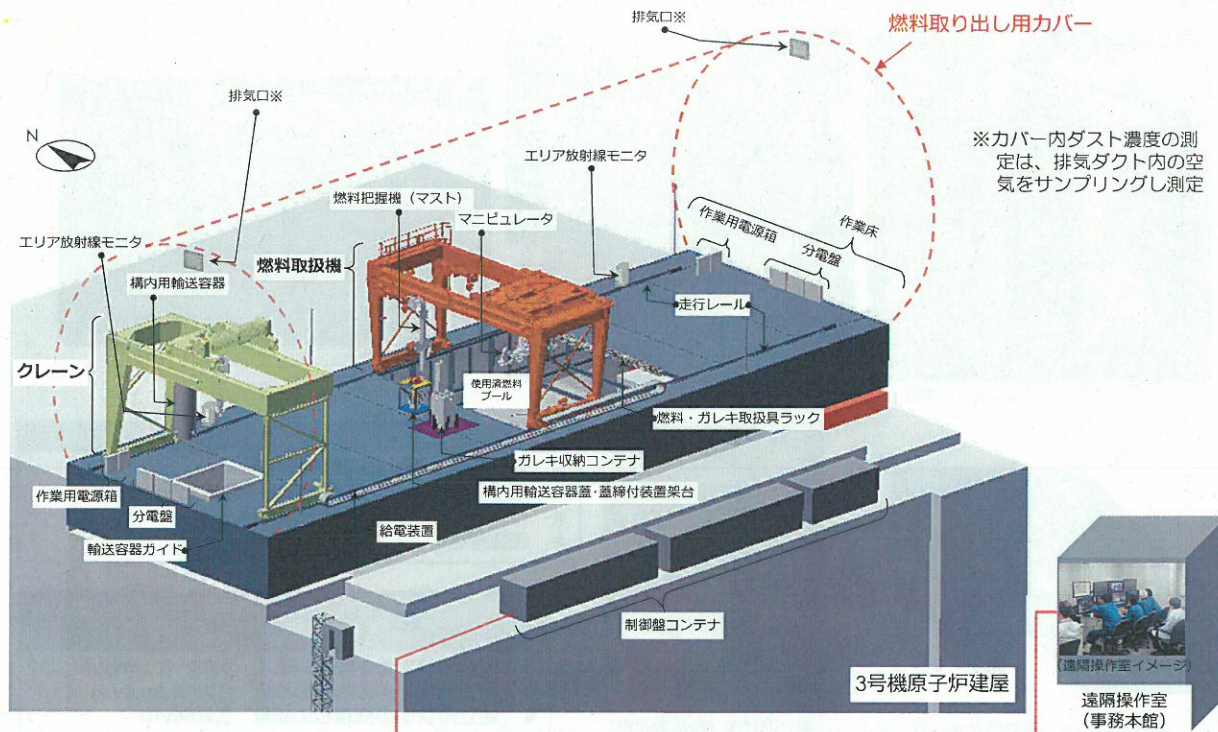 排気口※
燃料取り出し用カバー
排気口※
N
※カバー内ダスト濃度の測
定は、排気ダクト内の空
気をサンプリングし測定
エリア放射線モニタ
燃料把握機（マスト）
マニピュレータ
作業床
作業用電源箱
分電盤
エリア放射線モニタ
燃料取扱機
構内用輸送容器
走行レール
クレーン
使用済燃料
プール
燃料・ガレキ取扱具ラック
ガレキ収納コンテナ
構内用輸送容器蓋・蓋締付装置架台
作業用電源箱
分電盤
給電装置
輸送容器ガイド
制御盤コンテナ
3号機原子炉建屋
（遠隔操作室イメージ）
遠隔操作室
（事務本館）